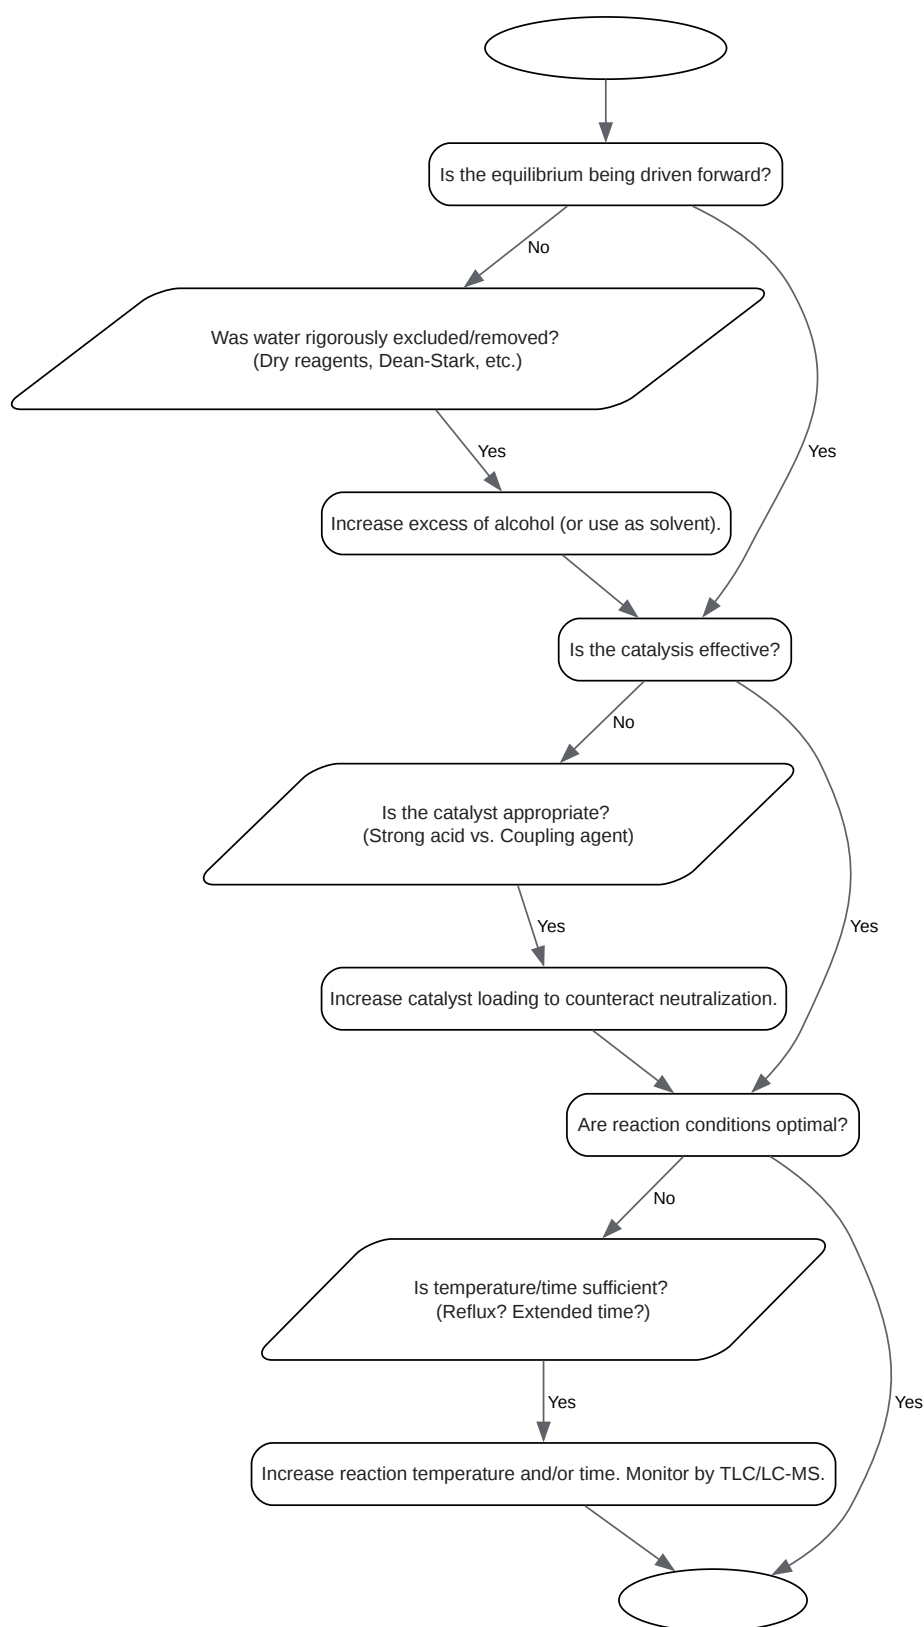 Is the equilibrium being driven forward?
No
Was water rigorously excluded/removed?
(Dry reagents, Dean-Stark, etc.)
Yes
Yes
Increase excess of alcohol (or use as solvent).
Is the catalysis effective?
No
Is the catalyst appropriate?
(Strong acid vs. Coupling agent)
Yes
Yes
Increase catalyst loading to counteract neutralization.
Are reaction conditions optimal?
No
Is temperature/time sufficient?
(Reflux? Extended time?)
Yes
Yes
Increase reaction temperature and/or time. Monitor by TLC/LC-MS.